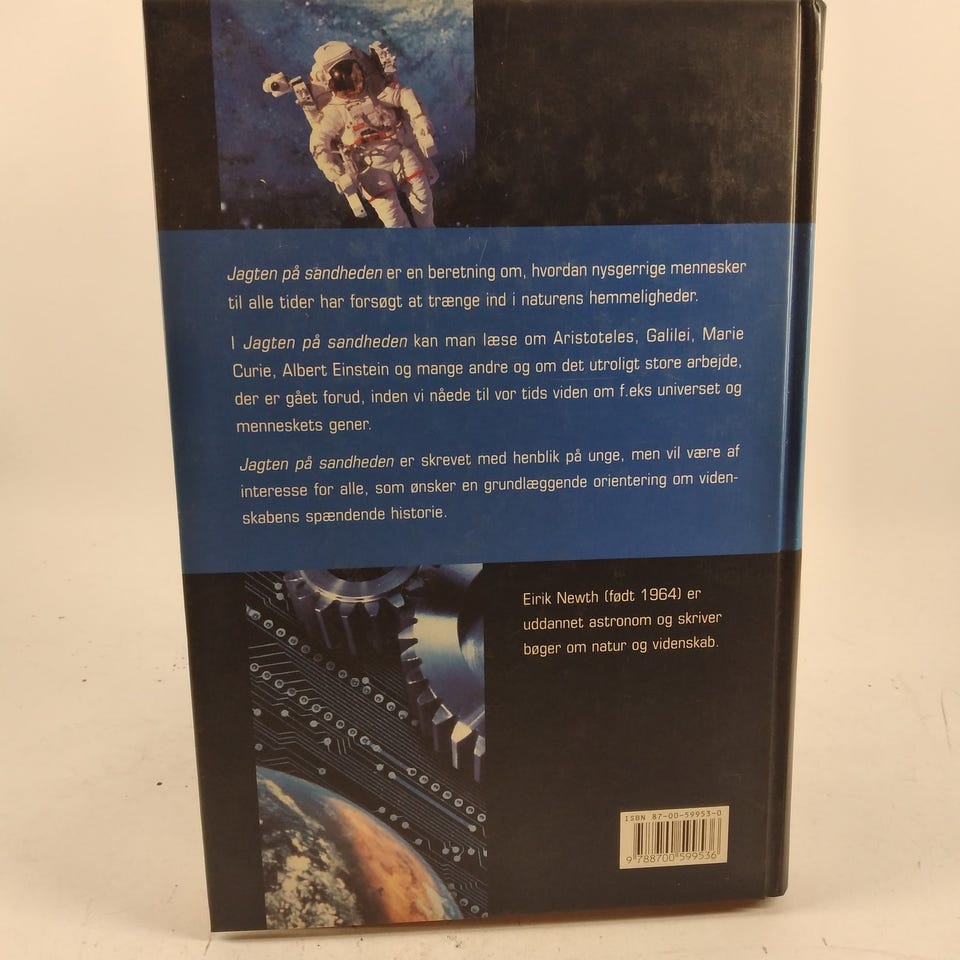 Jagten på sandheden er en beretning om, hvordan nysgerrige mennesker
til alle tider har forsøgt at trænge ind i naturens hemmeligheder.
I Jagten på sandheden kan man læse om Aristoteles, Galilei, Marie
Curie, Albert Einstein og mange andre og om det utroligt store arbejde,
der er gået forud, inden vi nåede til vor tids viden om f.eks universet og
menneskets gener.
Jagten på sandheden er skrevet med henblik på unge, men vil være af
interesse for alle, som ønsker en grundlæggende orientering om viden-
skabens spændende historie.
Eirik Newth (født 1964) er
uddannet astronom og skriver
bøger om natur og videnskab.
ISBN 87-00-59953-0
9 788700 599536